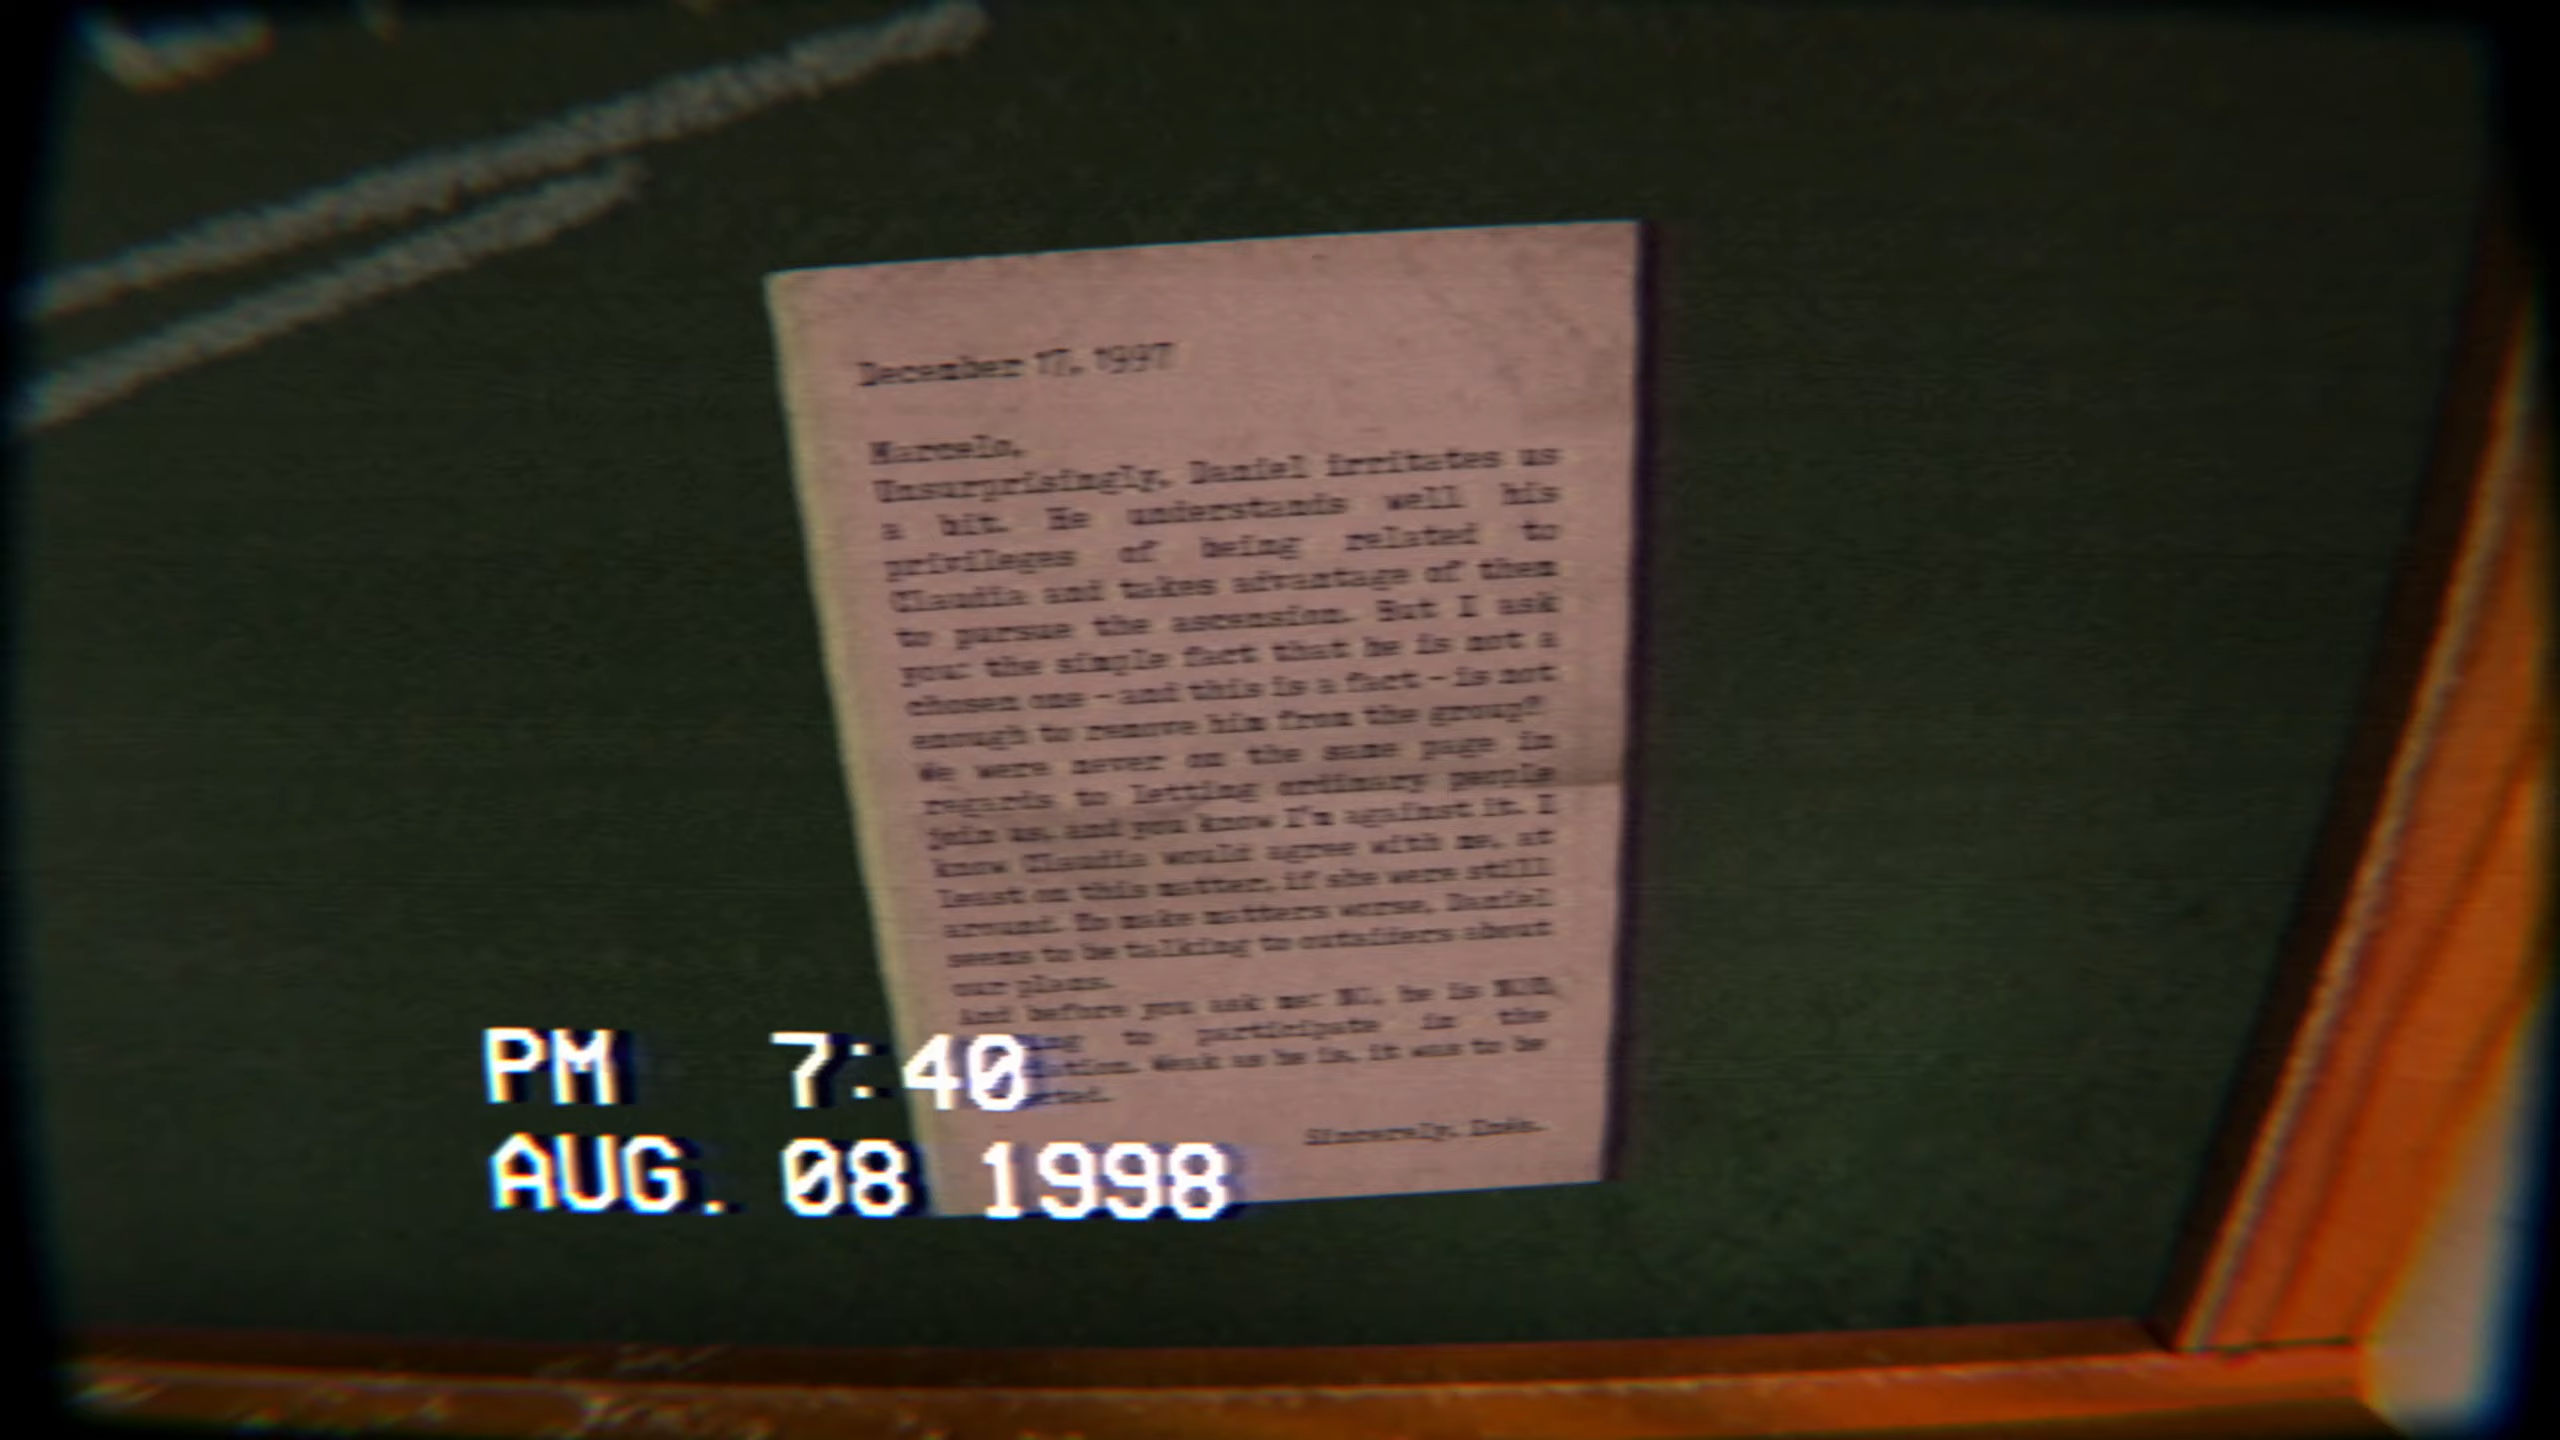 December 17, 1997
Marcelo,
Unsurprisingly, Daniel irritates us
a bit. He understands well his
privileges of being related to
Claudia and takes advantage of them
to pursue the ascension. But I ask
you: the simple fact that he is not a
chosen one - and this is a fact - is not
enough to remove him from the group?
We were never on the same page in
regards to letting ordinary people
join us, and you know I'm against it. I
know Claudia would agree with me, at
least on this matter, if she were still
around. To make matters worse, Daniel
seems to be talking to outsiders about
our plans.
And before you ask me: NO, he is NOT
to participate in the
Weak as he is, it was to be
Sincerely,
PM 7:40
AUG. 08 1998